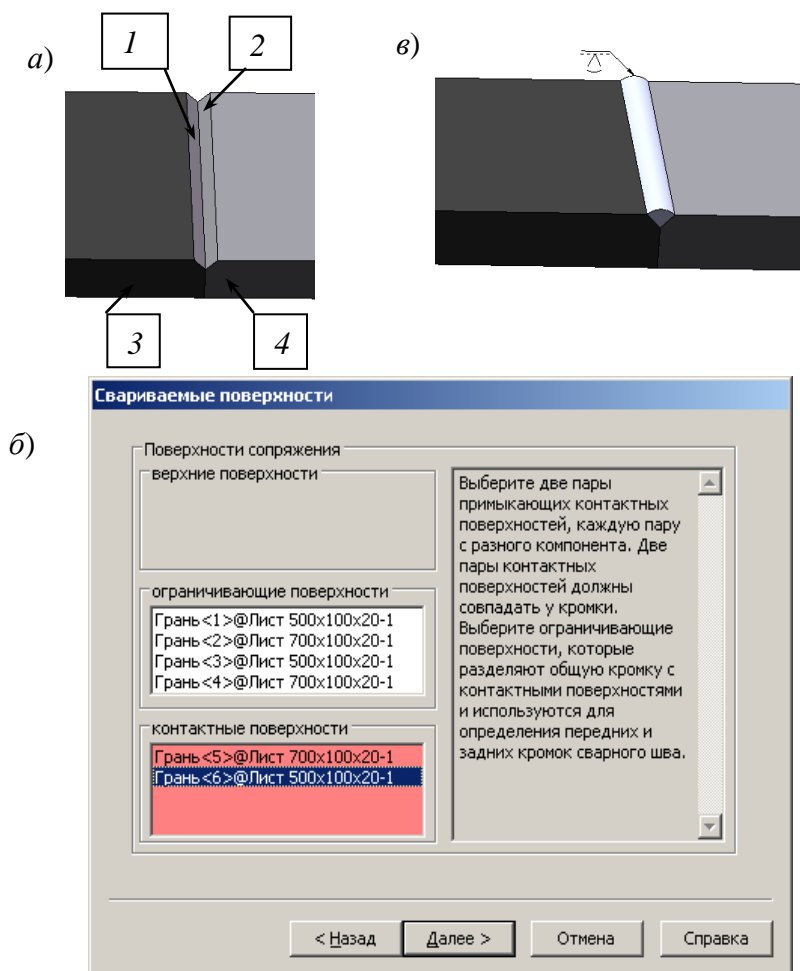 а)
1
2
в)
3
4
б)
Свариваемые поверхности
Поверхности сопряжения
верхние поверхности
ограничивающие поверхности
Грань<1>@Лист 500x100x20-1
Грань<2>@Лист 700x100x20-1
Грань<3>@Лист 500x100x20-1
Грань<4>@Лист 700x100x20-1
контактные поверхности
Грань<5>@Лист 700x100x20-1
Грань<6>@Лист 500x100x20-1
Выберите две пары
примыкающих контактных
поверхностей, каждую пару
с разного компонента. Две
пары контактных
поверхностей должны
совпадать у кромки.
Выберите ограничивающие
поверхности, которые
разделяют общую кромку с
контактными поверхностями
и используются для
определения передних и
задних кромок сварного шва.
< Назад
Далее >
Отмена
Справка